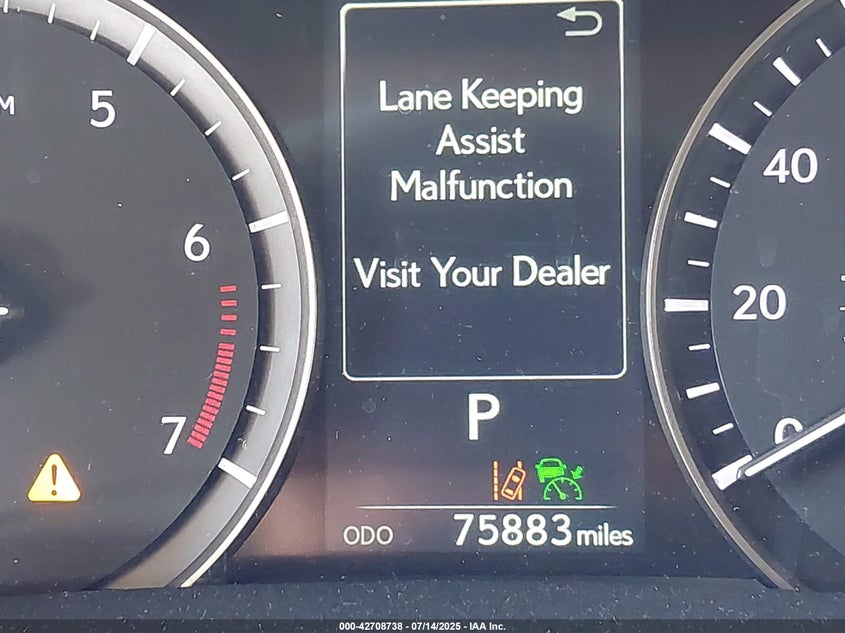 Lane Keeping
Assist
Malfunction
Visit Your Dealer
5
6
7
40
20
0
P
ODO 75883 miles
000-42708738 - 07/14/2025 - IAA Inc.